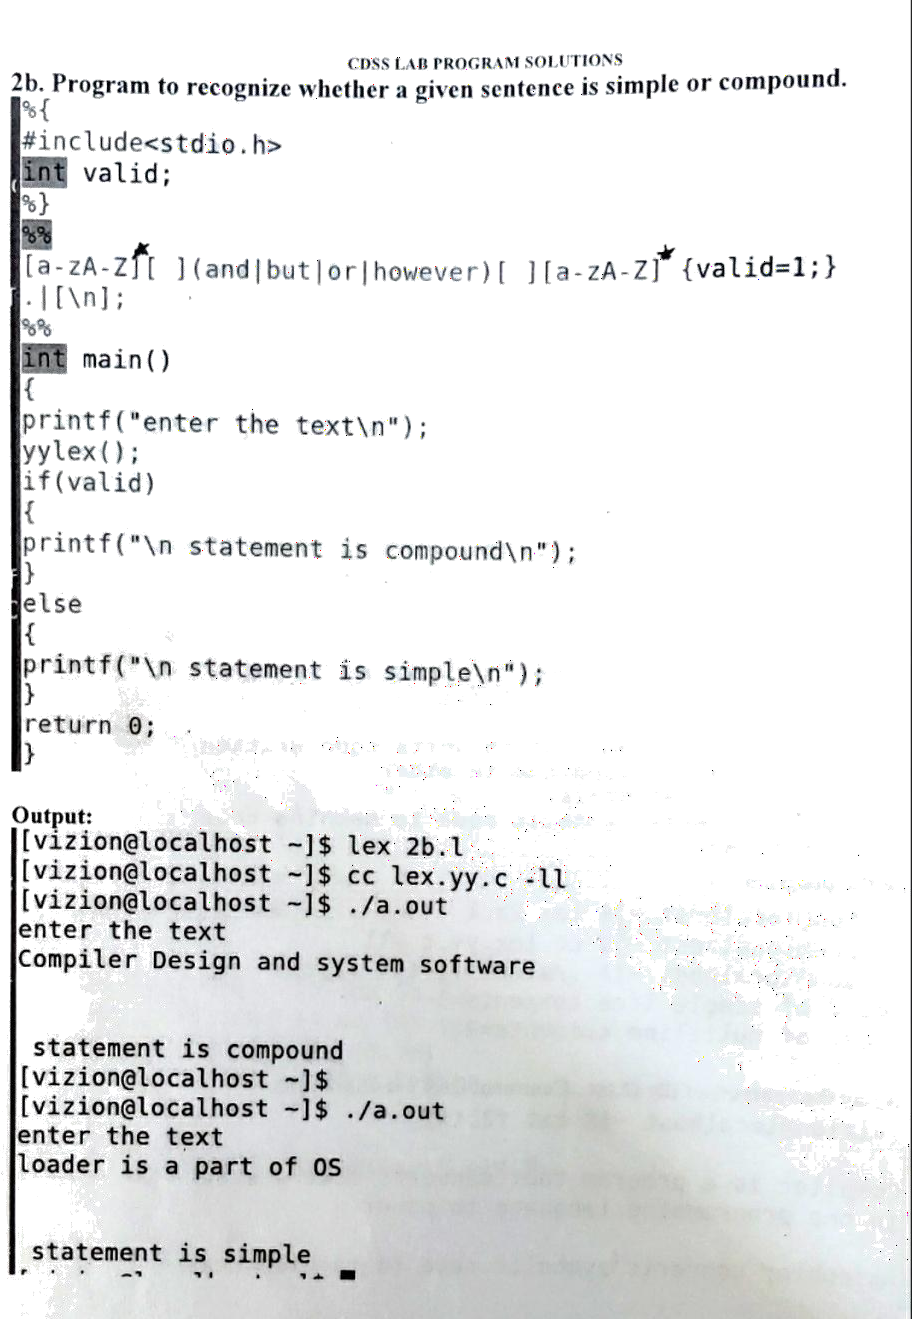 CDSS LAB PROGRAM SOLUTIONS
2b. Program to recognize whether a given sentence is simple or compound.
%{
#include<stdio.h>
int valid;
%}
%%
[a-zA-Z]*[ ](and|but|or|however)[ ][a-zA-Z]* {valid=1;}
.|[\n];
%%
int main()
{
printf("enter the text\n");
yylex();
if(valid)
{
printf("\n statement is compound\n");
}
else
{
printf("\n statement is simple\n");
}
return 0;
}
Output:
[vizion@localhost ~]$ lex 2b.l
[vizion@localhost ~]$ cc lex.yy.c -ll
[vizion@localhost ~]$ ./a.out
enter the text
Compiler Design and system software
statement is compound
[vizion@localhost ~]$
[vizion@localhost ~]$ ./a.out
enter the text
loader is a part of OS
statement is simple